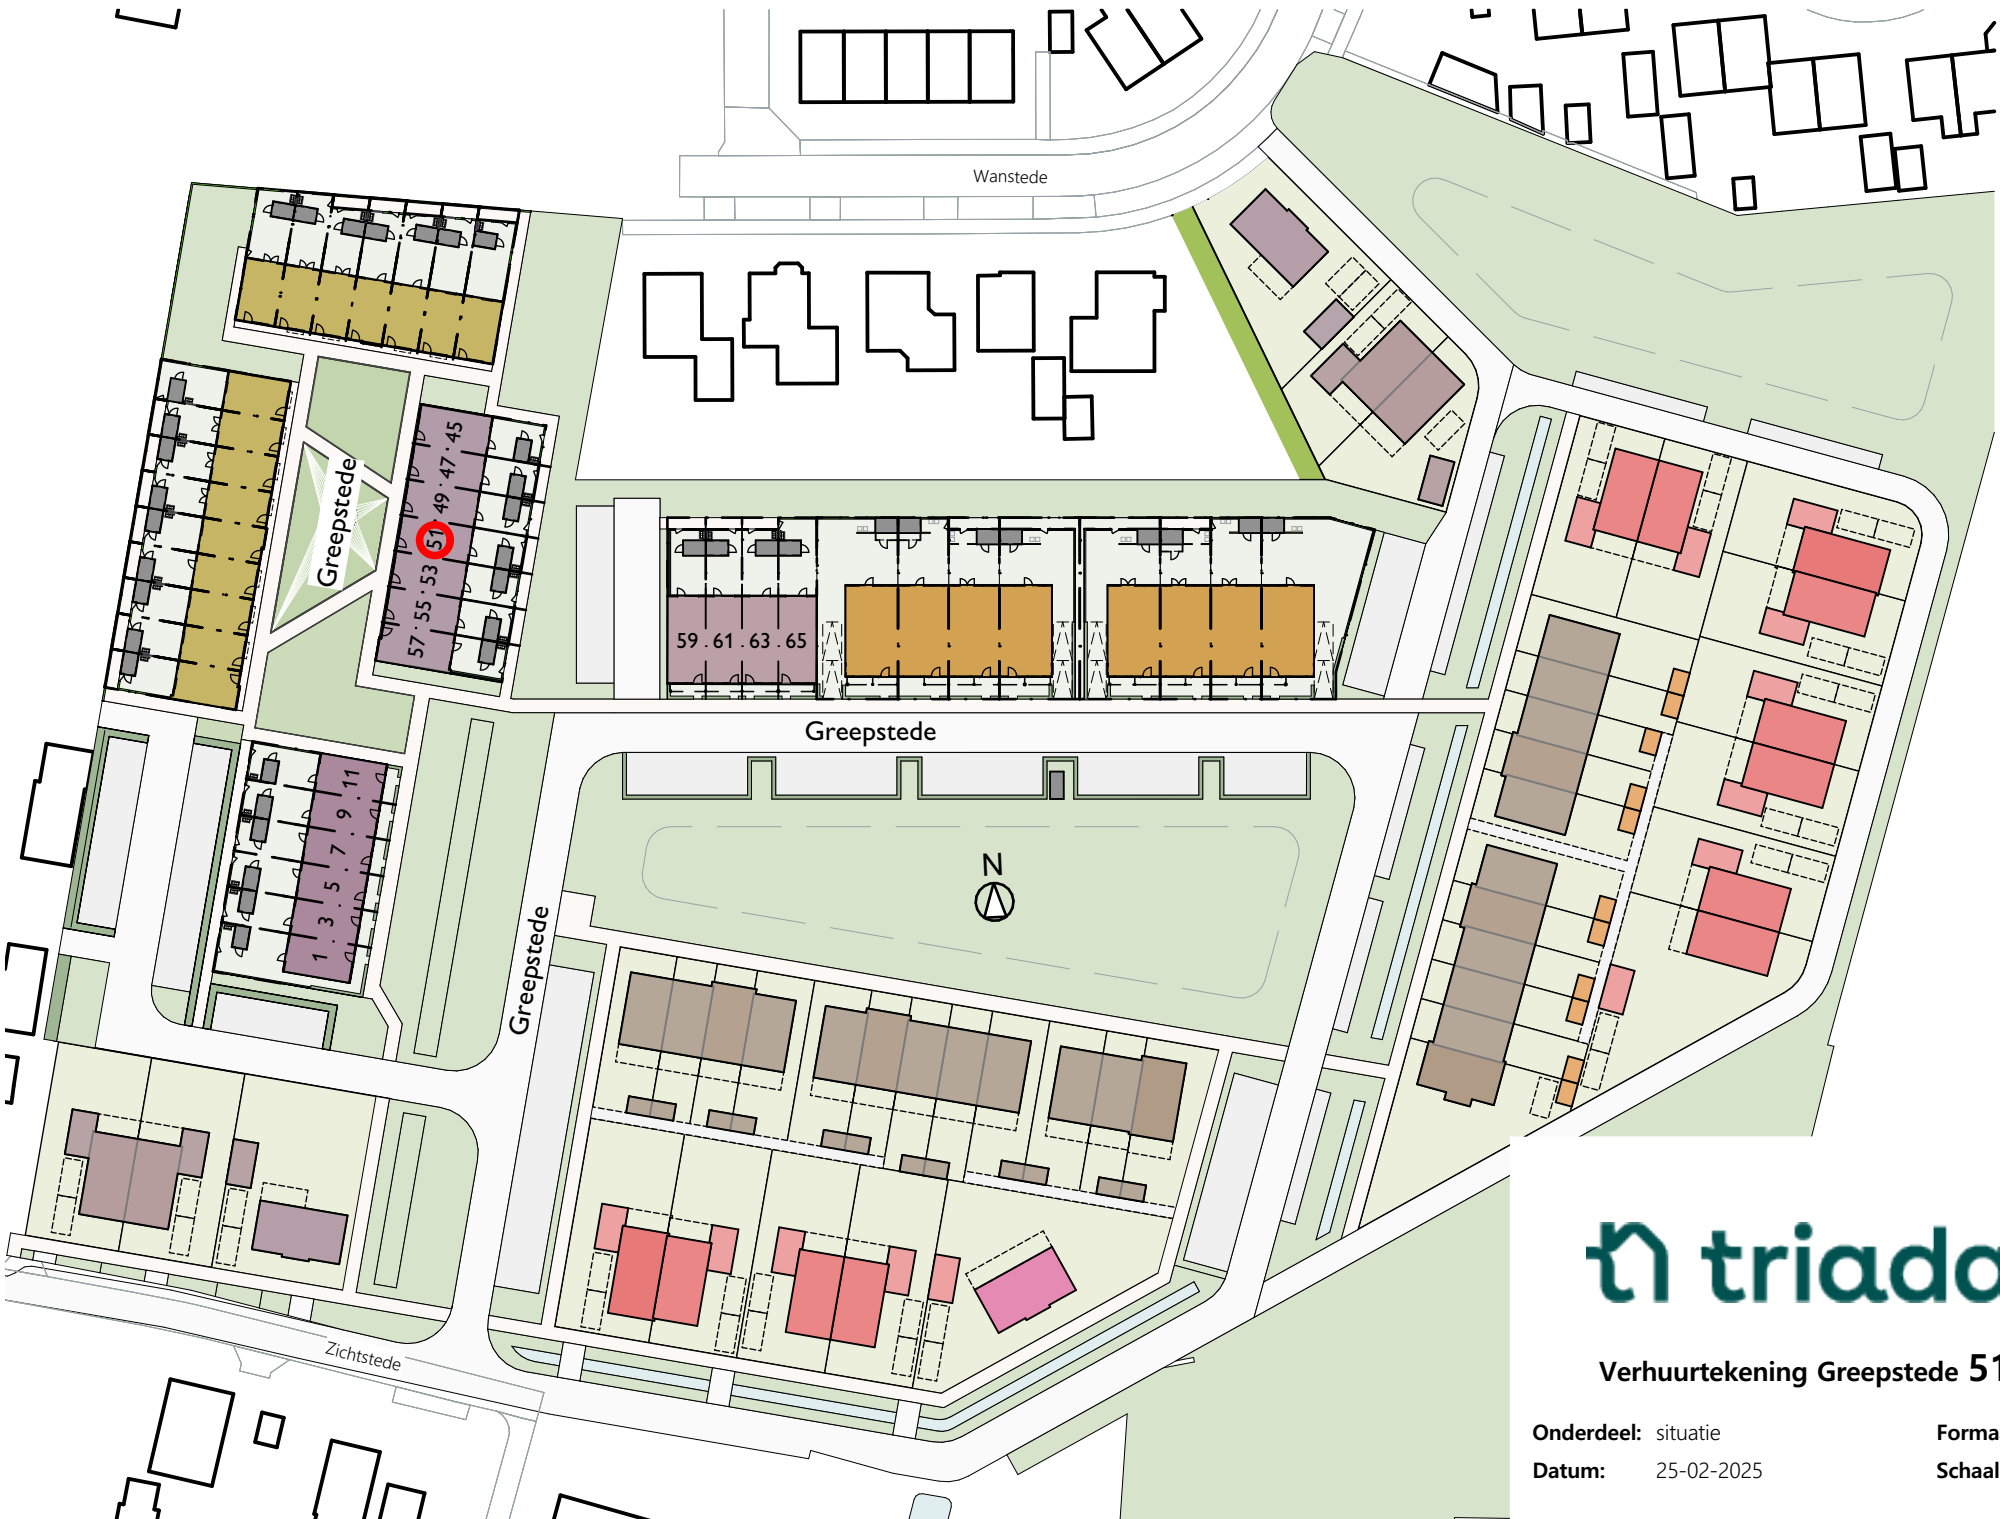 Wanstede
45 . 47 . 49 . 51 . 53 . 55 . 57
Greepstede
59 . 61 . 63 . 65
Greepstede
1 . 3 . 5 . 7 . 9 . 11
N
Greepstede
Zichtstede
triada
Verhuurtekening Greepstede 51
Onderdeel: situatie Forma
Datum: 25-02-2025 Schaal